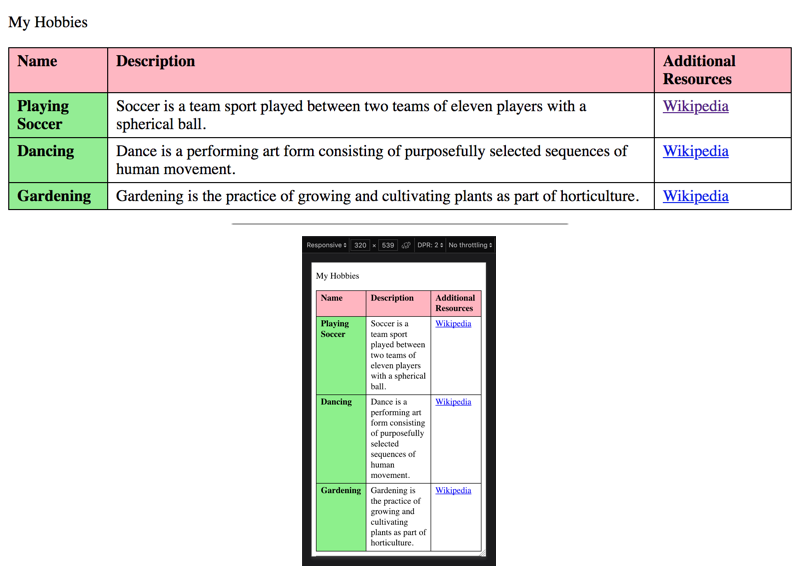 My Hobbies
Name Description Additional
Resources
Playing
Soccer Soccer is a team sport played between two teams of eleven players with a
spherical ball. Wikipedia
Dancing Dance is a performing art form consisting of purposefully selected sequences of
human movement. Wikipedia
Gardening Gardening is the practice of growing and cultivating plants as part of horticulture. Wikipedia
Responsive 320 × 539 DPR: 2 No throttling
My Hobbies
Name Description Additional
Resources
Playing
Soccer
Soccer is a
team sport
played between
two teams of
eleven players
with a spherical
ball.
Wikipedia
Dancing
Dance is a
performing art
form consisting
of purposefully
selected
sequences of
human
movement.
Wikipedia
Gardening
Gardening is
the practice of
growing and
cultivating
plants as part of
horticulture.
Wikipedia